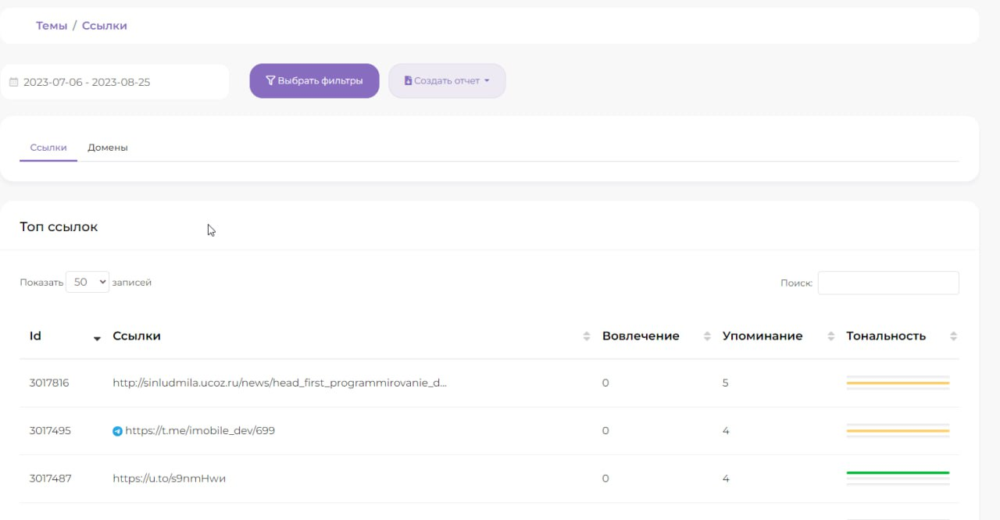 Темы / Ссылки
2023-07-06 - 2023-08-25 Выбрать фильтры Создать отчет
Ссылки Домены
Топ ссылок
Показать 50 записей Поиск:
Id Ссылки Вовлечение Упоминание Тональность
3017816 http://sinludmila.ucoz.ru/news/head_first_programmirovanie_d... 0 5
3017495 https://t.me/imobile_dev/699 0 4
3017487 https://u.to/s9nmHwи 0 4